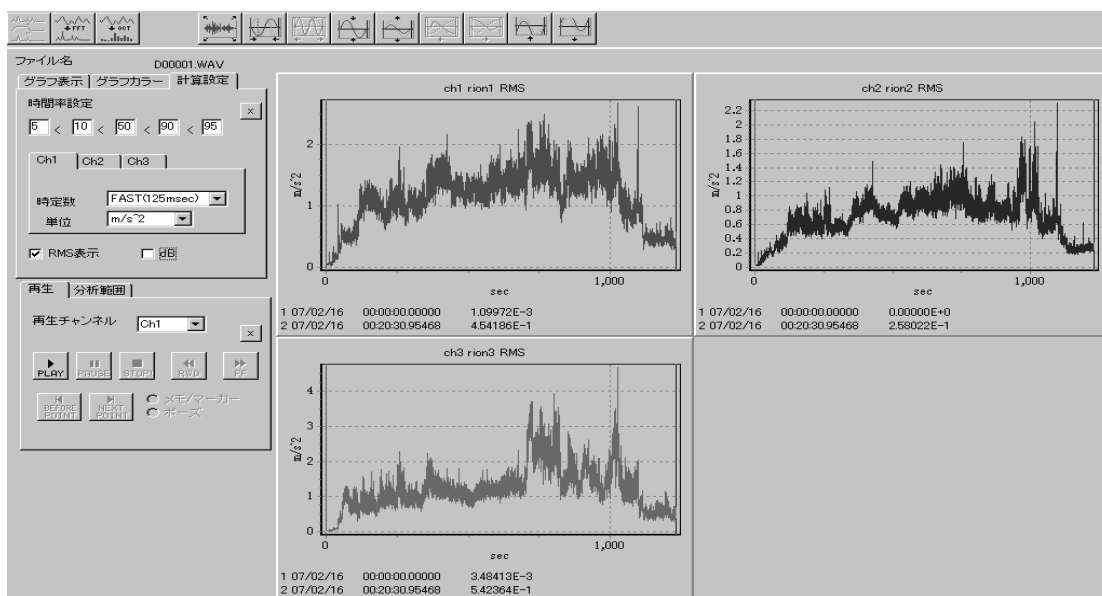 FFT
OCT
ファイル名 D00001.WAV
グラフ表示 グラフカラー 計算設定
時間率設定
×
5 < 10 < 50 < 90 < 95
Ch1 Ch2 Ch3
時定数 FAST(125msec)
単位 m/s^2
RMS表示 dB
再生 分析範囲
再生チャンネル Ch1
×
PLAY PAUSE STOP! RWD FF
BEFORE POINT NEXT POINT メモ/マーカー
ポーズ
ch1 rion1 RMS
m/s^2
2
1
0
0 1,000
sec
1 07/02/16 00:00:00.00000 1.09972E-3
2 07/02/16 00:20:30.95468 4.54186E-1
ch2 rion2 RMS
m/s^2
2.2
2
1.8
1.6
1.4
1.2
1
0.8
0.6
0.4
0.2
0
0 1,000
sec
1 07/02/16 00:00:00.00000 0.00000E+0
2 07/02/16 00:20:30.95468 2.58022E-1
ch3 rion3 RMS
m/s^2
4
3
2
1
0
0 1,000
sec
1 07/02/16 00:00:00.00000 3.48413E-3
2 07/02/16 00:20:30.95468 5.42364E-1